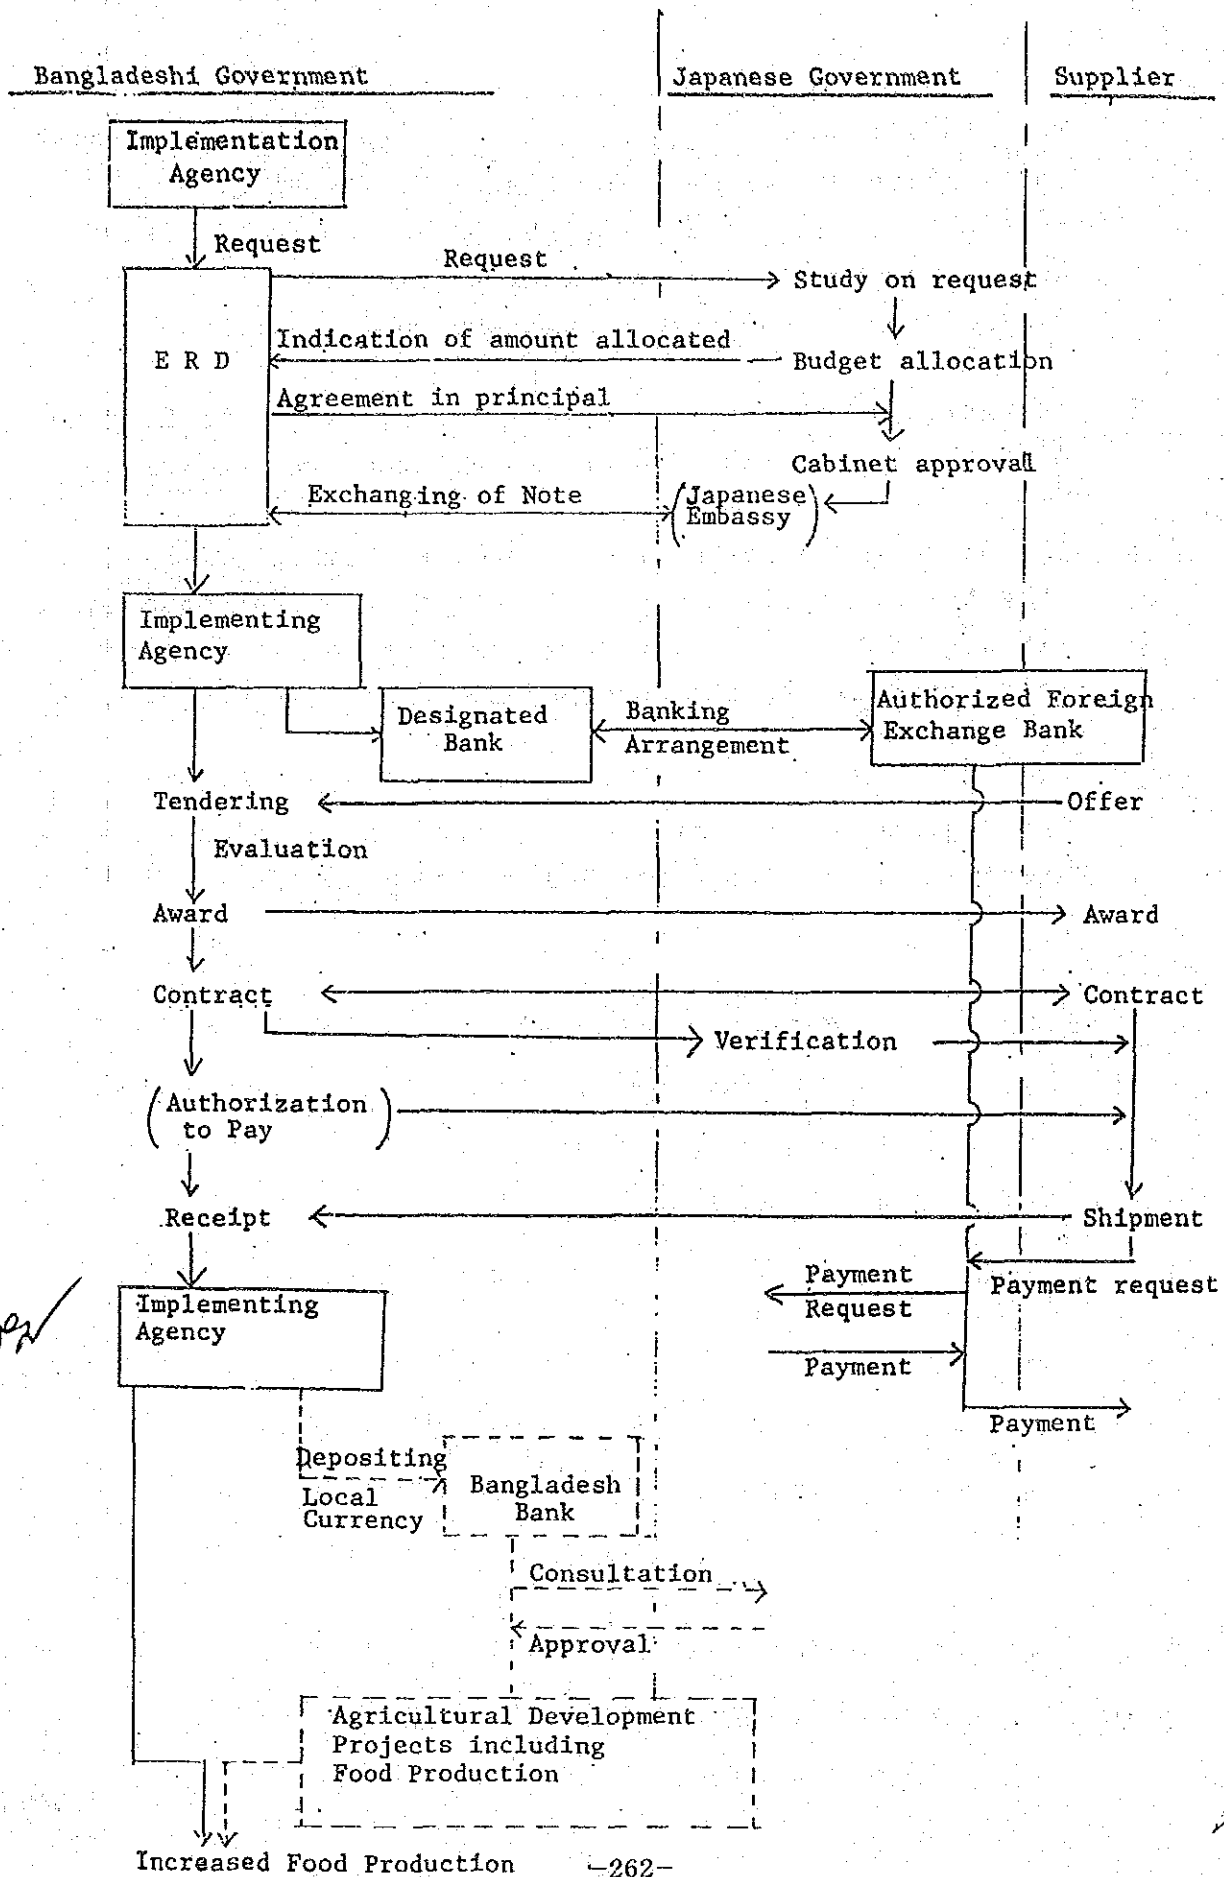 Bangladeshi Government
Japanese Government
Supplier
Implementation
Agency
Request
Request
Study on request
E R D
Indication of amount allocated
Budget allocation
Agreement in principal
Cabinet approval
Exchanging of Note
(Japanese
Embassy)
Implementing
Agency
Designated
Bank
Banking
Arrangement
Authorized Foreign
Exchange Bank
Tendering
Offer
Evaluation
Award
Award
Contract
Contract
Verification
(Authorization
to Pay)
Receipt
Shipment
Payment request
Payment
Request
Payment
Payment
Implementing
Agency
Depositing
Local
Currency
Bangladesh
Bank
Consultation
Approval
Agricultural Development
Projects including
Food Production
Increased Food Production
-262-